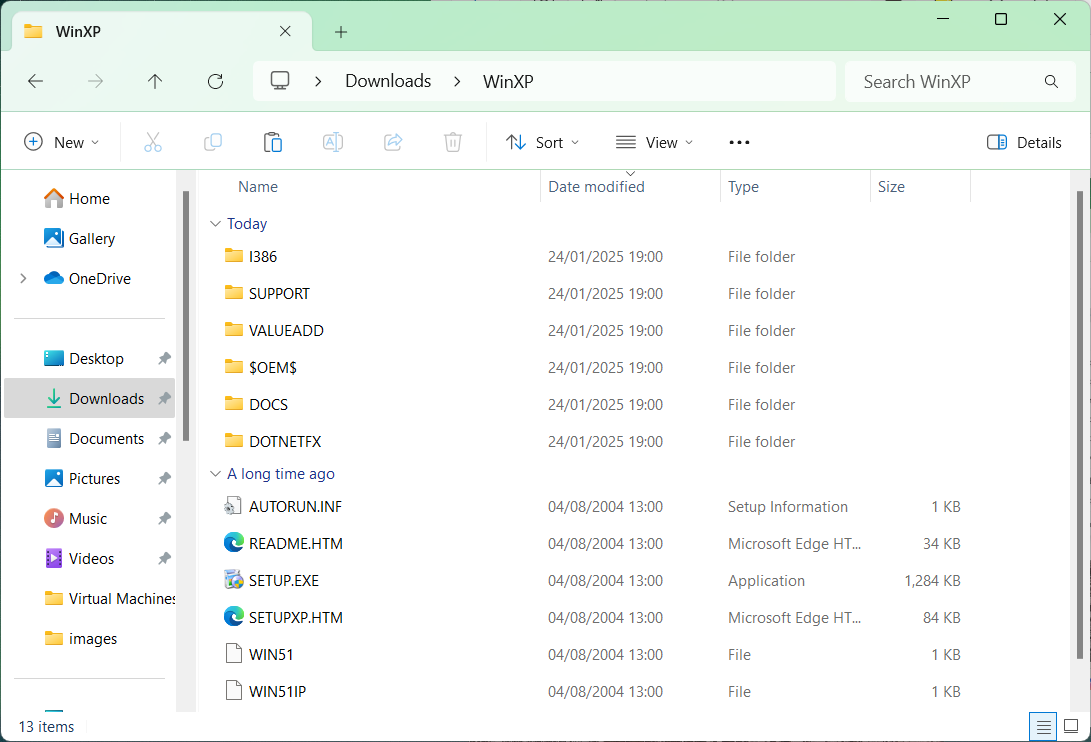 WinXP
Downloads > WinXP
Search WinXP
New
Sort
View
Details
Name Date modified Type Size
Home
Gallery
OneDrive
Desktop
Downloads
Documents
Pictures
Music
Videos
Virtual Machines
images
Today
I386 24/01/2025 19:00 File folder
SUPPORT 24/01/2025 19:00 File folder
VALUEADD 24/01/2025 19:00 File folder
$OEM$ 24/01/2025 19:00 File folder
DOCS 24/01/2025 19:00 File folder
DOTNETFX 24/01/2025 19:00 File folder
A long time ago
AUTORUN.INF 04/08/2004 13:00 Setup Information 1 KB
README.HTM 04/08/2004 13:00 Microsoft Edge HT... 34 KB
SETUP.EXE 04/08/2004 13:00 Application 1,284 KB
SETUPXP.HTM 04/08/2004 13:00 Microsoft Edge HT... 84 KB
WIN51 04/08/2004 13:00 File 1 KB
WIN51IP 04/08/2004 13:00 File 1 KB
13 items